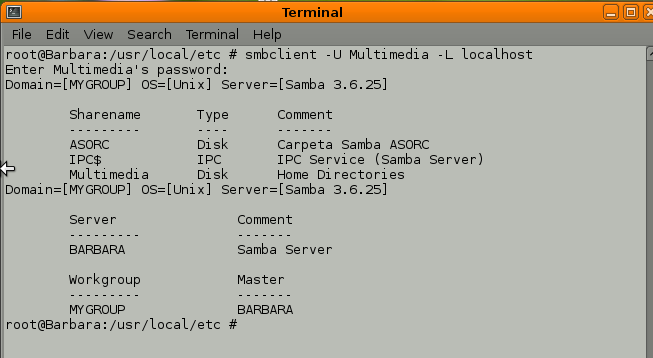 Terminal
File Edit View Search Terminal Help
root@Barbara:/usr/local/etc # smbclient -U Multimedia -L localhost
Enter Multimedia's password:
Domain=[MYGROUP] OS=[Unix] Server=[Samba 3.6.25]
Sharename Type Comment
--------- ---- -------
ASORC Disk Carpeta Samba ASORC
IPC$ IPC IPC Service (Samba Server)
Multimedia Disk Home Directories
Domain=[MYGROUP] OS=[Unix] Server=[Samba 3.6.25]
Server Comment
--------- -------
BARBARA Samba Server
Workgroup Master
--------- -------
MYGROUP BARBARA
root@Barbara:/usr/local/etc #